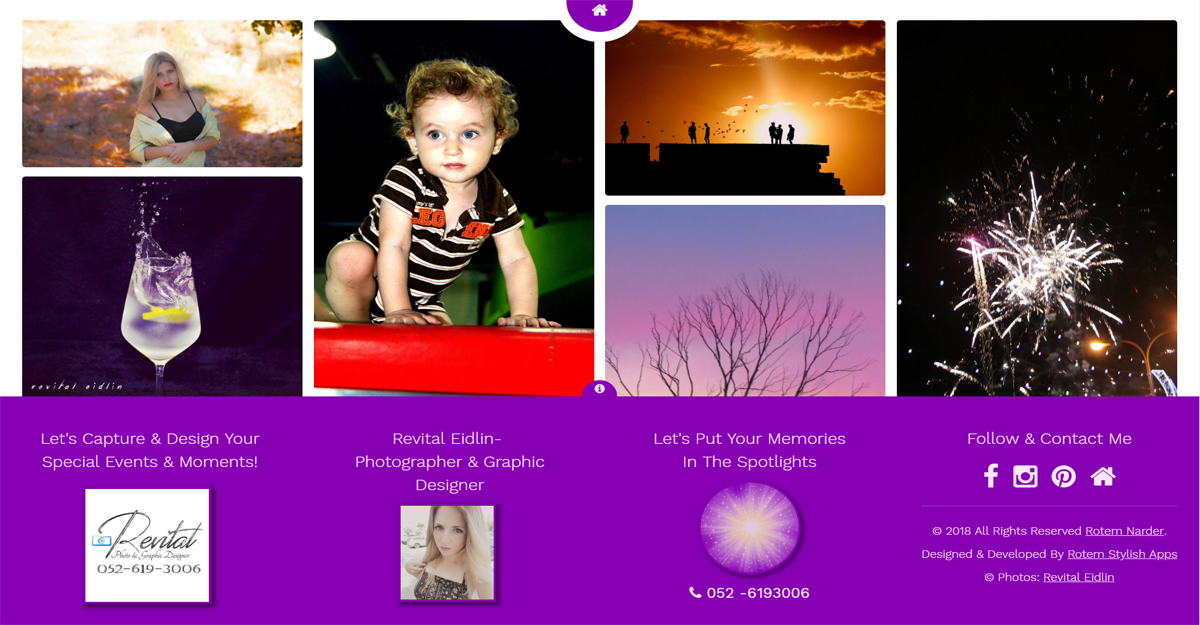 revital eidlin
Let's Capture & Design Your
Special Events & Moments!
Revital
Photo & Graphic Designer
052-619-3006
Revital Eidlin-
Photographer & Graphic
Designer
Let's Put Your Memories
In The Spotlights
052 -6193006
Follow & Contact Me
© 2018 All Rights Reserved Rotem Narder.
Designed & Developed By Rotem Stylish Apps
© Photos: Revital Eidlin